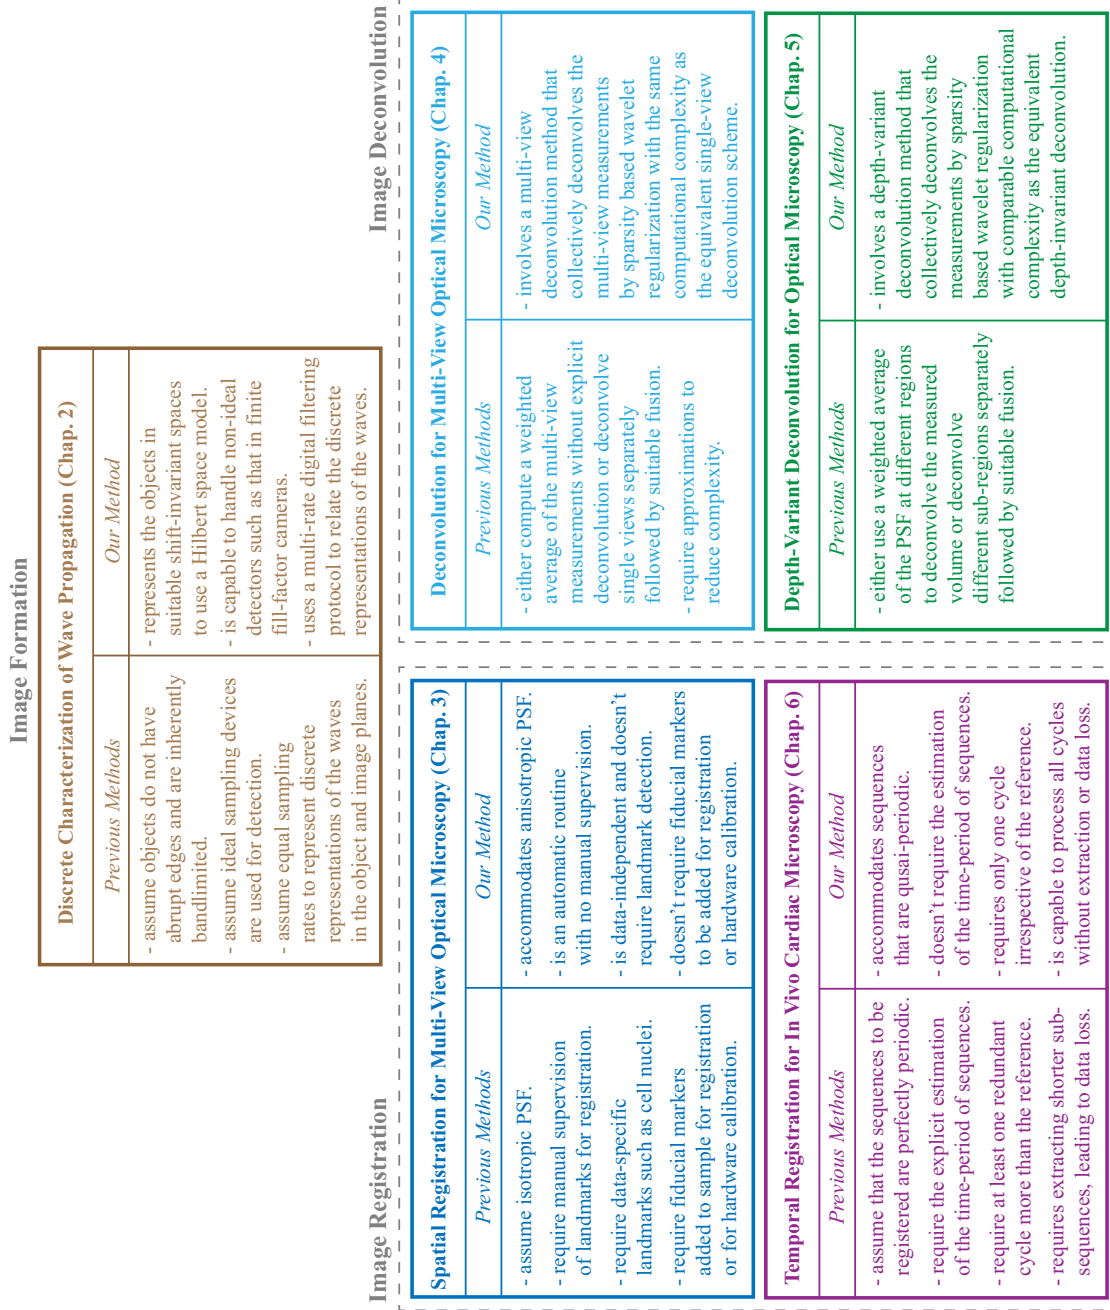 Image Formation
Discrete Characterization of Wave Propagation (Chap. 2)
Previous Methods
- assume objects do not have
abrupt edges and are inherently
bandlimited.
- assume ideal sampling devices
are used for detection.
- assume equal sampling
rates to represent discrete
representations of the waves
in the object and image planes.
Our Method
- represents the objects in
suitable shift-invariant spaces
to use a Hilbert space model.
- is capable to handle non-ideal
detectors such as that in finite
fill-factor cameras.
- uses a multi-rate digital filtering
protocol to relate the discrete
representations of the waves.
Image Registration
Spatial Registration for Multi-View Optical Microscopy (Chap. 3)
Previous Methods
- assume isotropic PSF.
- require manual supervision
of landmarks for registration.
- require data-specific
landmarks such as cell nuclei.
- require fiducial markers
added to sample for registration
or for hardware calibration.
Our Method
- accommodates anisotropic PSF.
- is an automatic routine
with no manual supervision.
- is data-independent and doesn't
require landmark detection.
- doesn't require fiducial markers
to be added for registration
or hardware calibration.
Temporal Registration for In Vivo Cardiac Microscopy (Chap. 6)
Previous Methods
- assume that the sequences to be
registered are perfectly periodic.
- require the explicit estimation
of the time-period of sequences.
- require at least one redundant
cycle more than the reference.
- requires extracting shorter sub-
sequences, leading to data loss.
Our Method
- accommodates sequences
that are qusai-periodic.
- doesn't require the estimation
of the time-period of sequences.
- requires only one cycle
irrespective of the reference.
- is capable to process all cycles
without extraction or data loss.
Image Deconvolution
Deconvolution for Multi-View Optical Microscopy (Chap. 4)
Previous Methods
- either compute a weighted
average of the multi-view
measurements without explicit
deconvolution or deconvolve
single views separately
followed by suitable fusion.
- require approximations to
reduce complexity.
Our Method
- involves a multi-view
deconvolution method that
collectively deconvolves the
multi-view measurements
by sparsity based wavelet
regularization with the same
computational complexity as
the equivalent single-view
deconvolution scheme.
Depth-Variant Deconvolution for Optical Microscopy (Chap. 5)
Previous Methods
- either use a weighted average
of the PSF at different regions
to deconvolve the measured
volume or deconvolve
different sub-regions separately
followed by suitable fusion.
Our Method
- involves a depth-variant
deconvolution method that
collectively deconvolves the
measurements by sparsity
based wavelet regularization
with comparable computational
complexity as the equivalent
depth-invariant deconvolution.